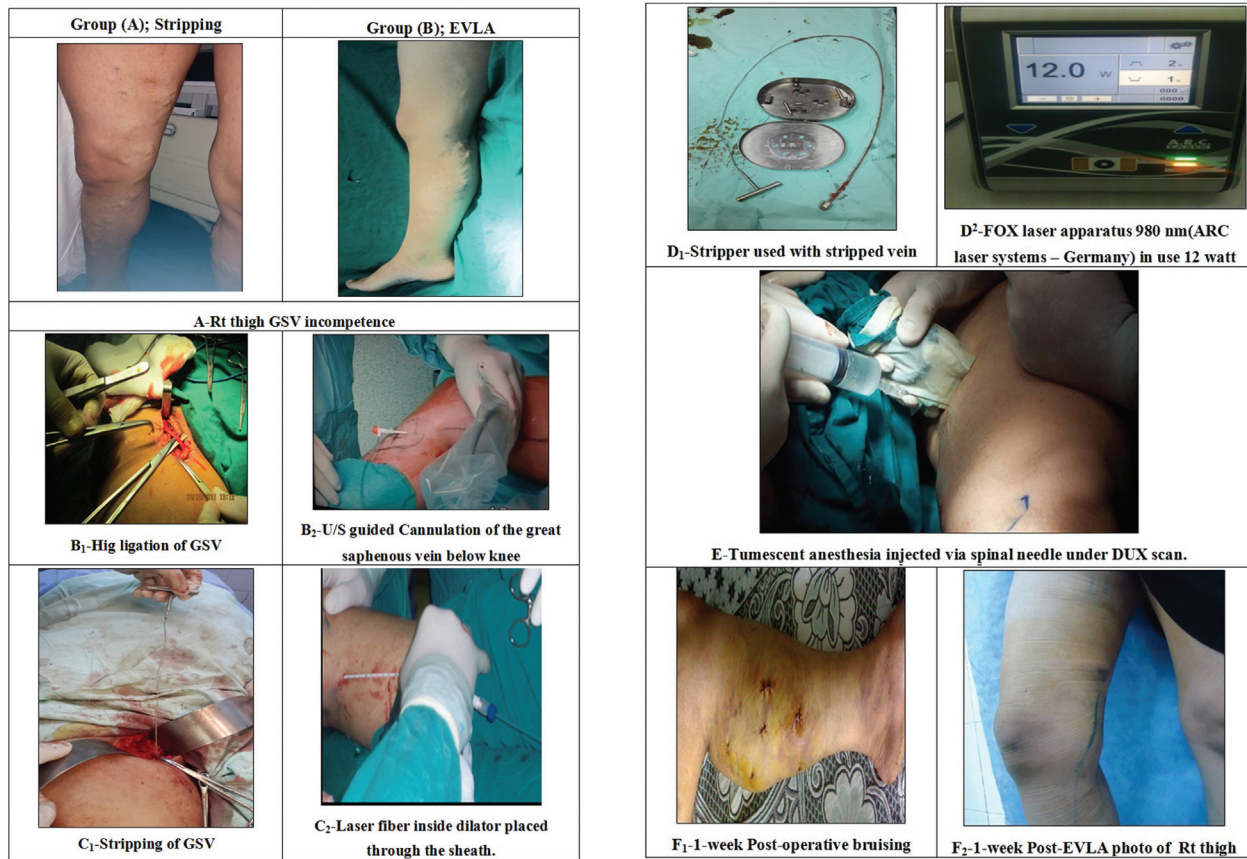 Group (A); Stripping
Group (B); EVLA
A-Rt thigh GSV incompetence
B₁-Hig ligation of GSV
B₂-U/S guided Cannulation of the great
saphenous vein below knee
C₁-Stripping of GSV
C₂-Laser fiber inside dilator placed
through the sheath.
D₁-Stripper used with stripped vein
12.0 W
2
1
000
0000
A.R.C.
D²-FOX laser apparatus 980 nm(ARC
laser systems – Germany) in use 12 watt
E-Tumescent anesthesia injected via spinal needle under DUX scan.
F₁-1-week Post-operative bruising
F₂-1-week Post-EVLA photo of Rt thigh